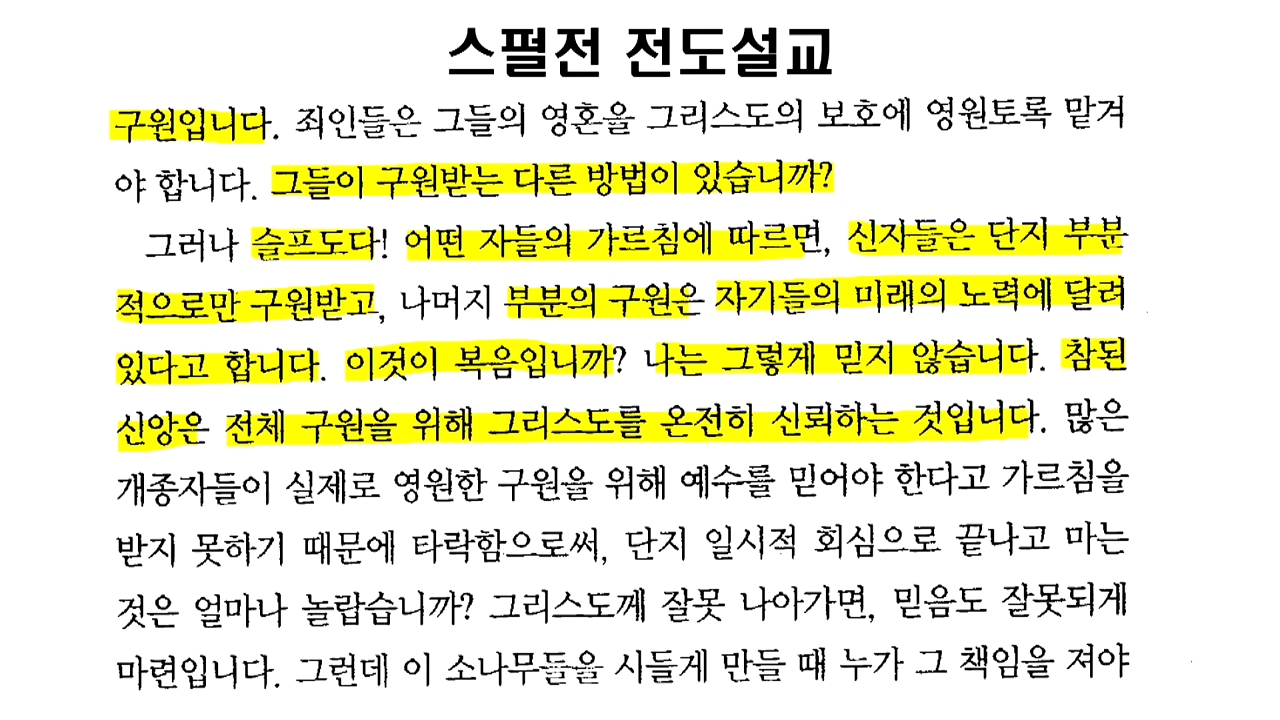 스펄전 전도설교
구원입니다. 죄인들은 그들의 영혼을 그리스도의 보호에 영원토록 맡겨
야 합니다. 그들이 구원받는 다른 방법이 있습니까?
그러나 슬프도다! 어떤 자들의 가르침에 따르면, 신자들은 단지 부분
적으로만 구원받고, 나머지 부분의 구원은 자기들의 미래의 노력에 달려
있다고 합니다. 이것이 복음입니까? 나는 그렇게 믿지 않습니다. 참된
신앙은 전체 구원을 위해 그리스도를 온전히 신뢰하는 것입니다. 많은
개종자들이 실제로 영원한 구원을 위해 예수를 믿어야 한다고 가르침을
받지 못하기 때문에 타락함으로써, 단지 일시적 회심으로 끝나고 마는
것은 얼마나 놀랍습니까? 그리스도께 잘못 나아가면, 믿음도 잘못되게
마련입니다. 그런데 이 소나무들을 시들게 만들 때 누가 그 책임을 져야